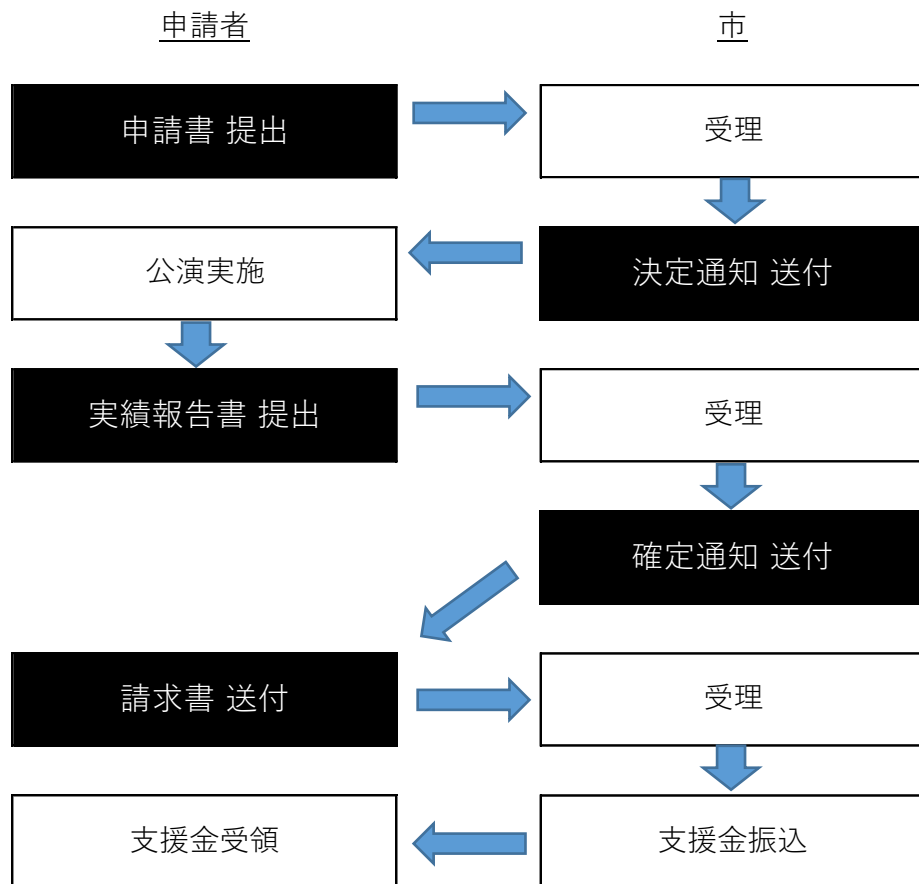 申請者
市
申請書 提出
受理
公演実施
決定通知 送付
実績報告書 提出
受理
確定通知 送付
請求書 送付
受理
支援金受領
支援金振込